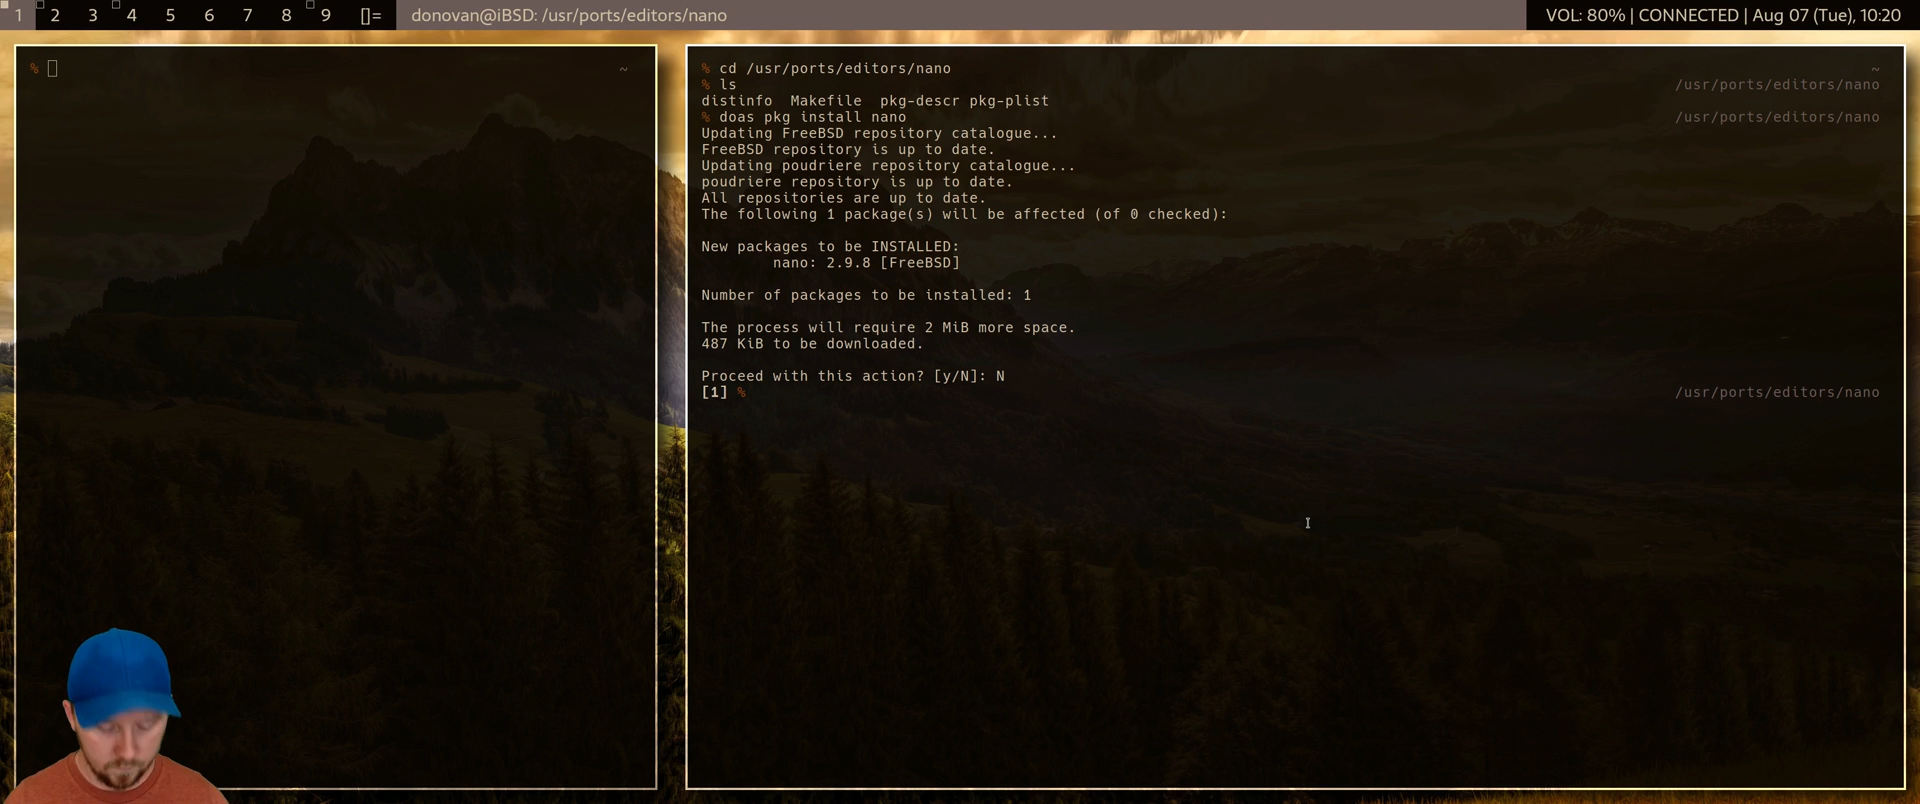 1 2 3 4 5 6 7 8 9 []= donovan@iBSD: /usr/ports/editors/nano VOL: 80% | CONNECTED | Aug 07 (Tue), 10:20
% ~
% cd /usr/ports/editors/nano ~
% ls /usr/ports/editors/nano
distinfo Makefile pkg-descr pkg-plist
% doas pkg install nano /usr/ports/editors/nano
Updating FreeBSD repository catalogue...
FreeBSD repository is up to date.
Updating poudriere repository catalogue...
poudriere repository is up to date.
All repositories are up to date.
The following 1 package(s) will be affected (of 0 checked):
New packages to be INSTALLED:
nano: 2.9.8 [FreeBSD]
Number of packages to be installed: 1
The process will require 2 MiB more space.
487 KiB to be downloaded.
Proceed with this action? [y/N]: N
[1] % /usr/ports/editors/nano